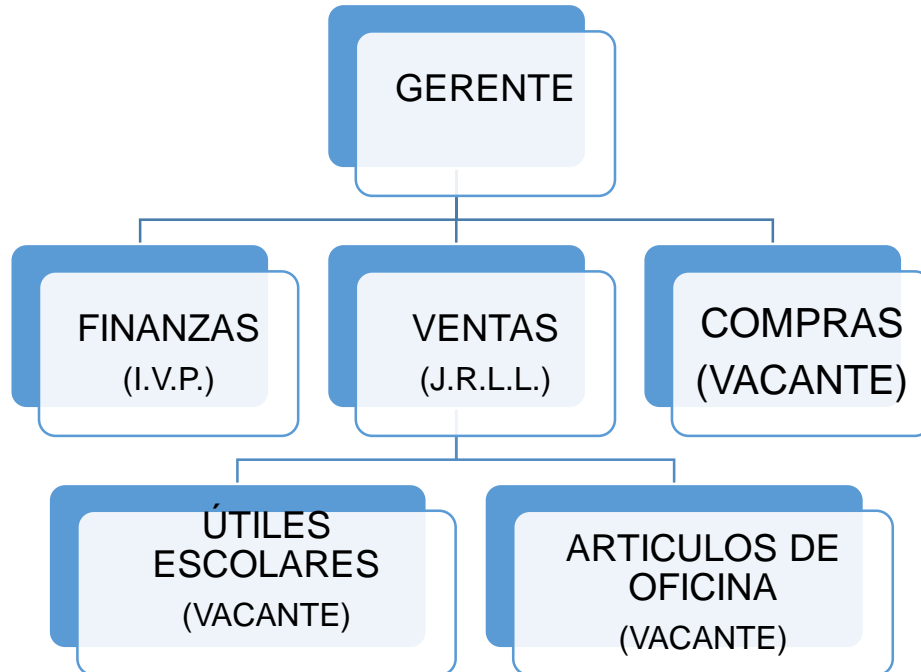 GERENTE
FINANZAS
(I.V.P.)
VENTAS
(J.R.L.L.)
COMPRAS
(VACANTE)
ÚTILES
ESCOLARES
(VACANTE)
ARTICULOS DE
OFICINA
(VACANTE)